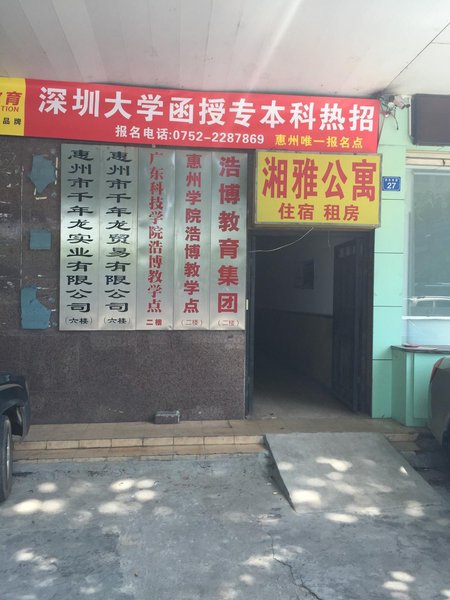 育
TION
品牌
深圳大学函授专本科热招
报名电话:0752-2287869
惠州唯一报名点
惠州市千年龙实业有限公司(六楼)
惠州市千年龙贸易有限公司(六楼)
广东科技学院浩博教学点 二楼
惠州学院浩博教学点(二楼)
浩博教育集团(二楼)
湘雅公寓
住宿 租房
27